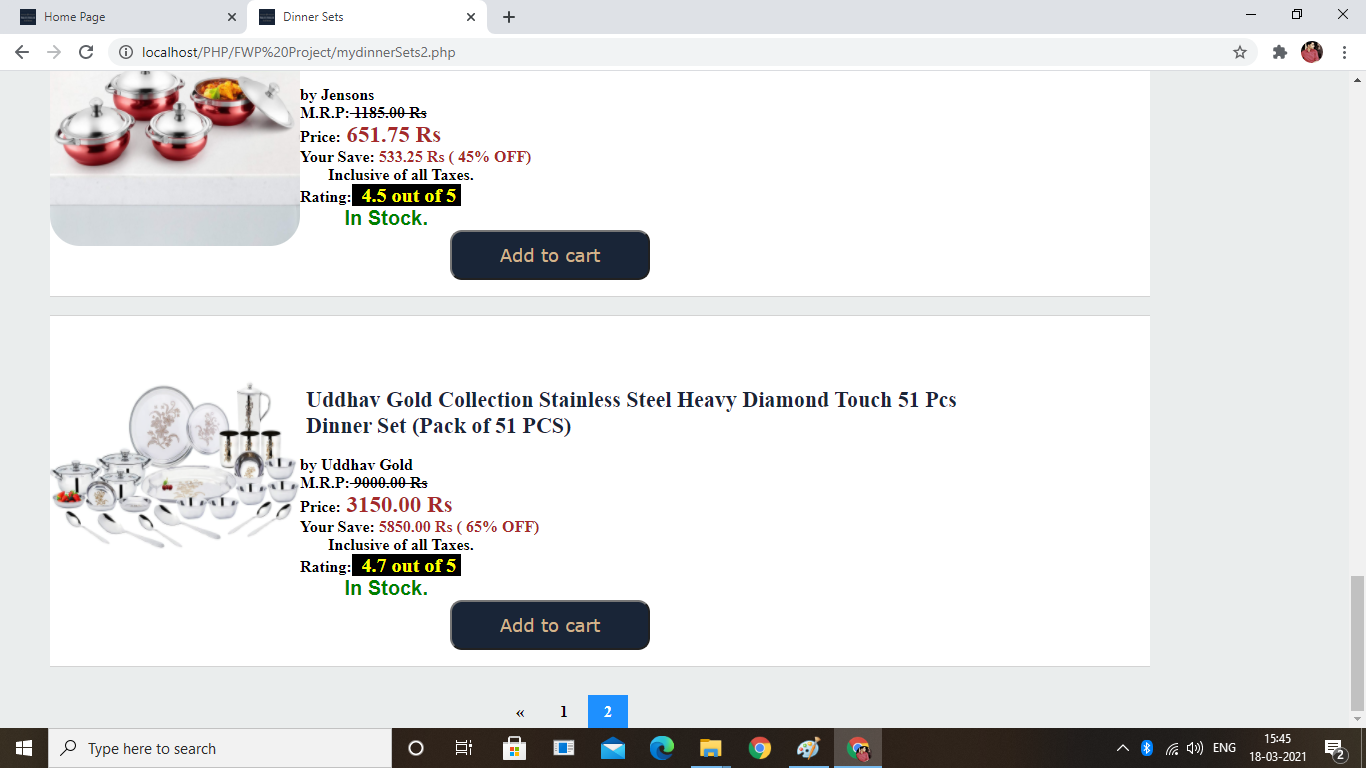 Home Page
Dinner Sets
localhost/PHP/FWP%20Project/mydinnerSets2.php
by Jensons
M.R.P: 1185.00 Rs
Price: 651.75 Rs
Your Save: 533.25 Rs ( 45% OFF)
Inclusive of all Taxes.
Rating: 4.5 out of 5
In Stock.
Add to cart
Uddhav Gold Collection Stainless Steel Heavy Diamond Touch 51 Pcs
Dinner Set (Pack of 51 PCS)
by Uddhav Gold
M.R.P: 9000.00 Rs
Price: 3150.00 Rs
Your Save: 5850.00 Rs ( 65% OFF)
Inclusive of all Taxes.
Rating: 4.7 out of 5
In Stock.
Add to cart
« 1 2
Type here to search
ENG
15:45
18-03-2021
2